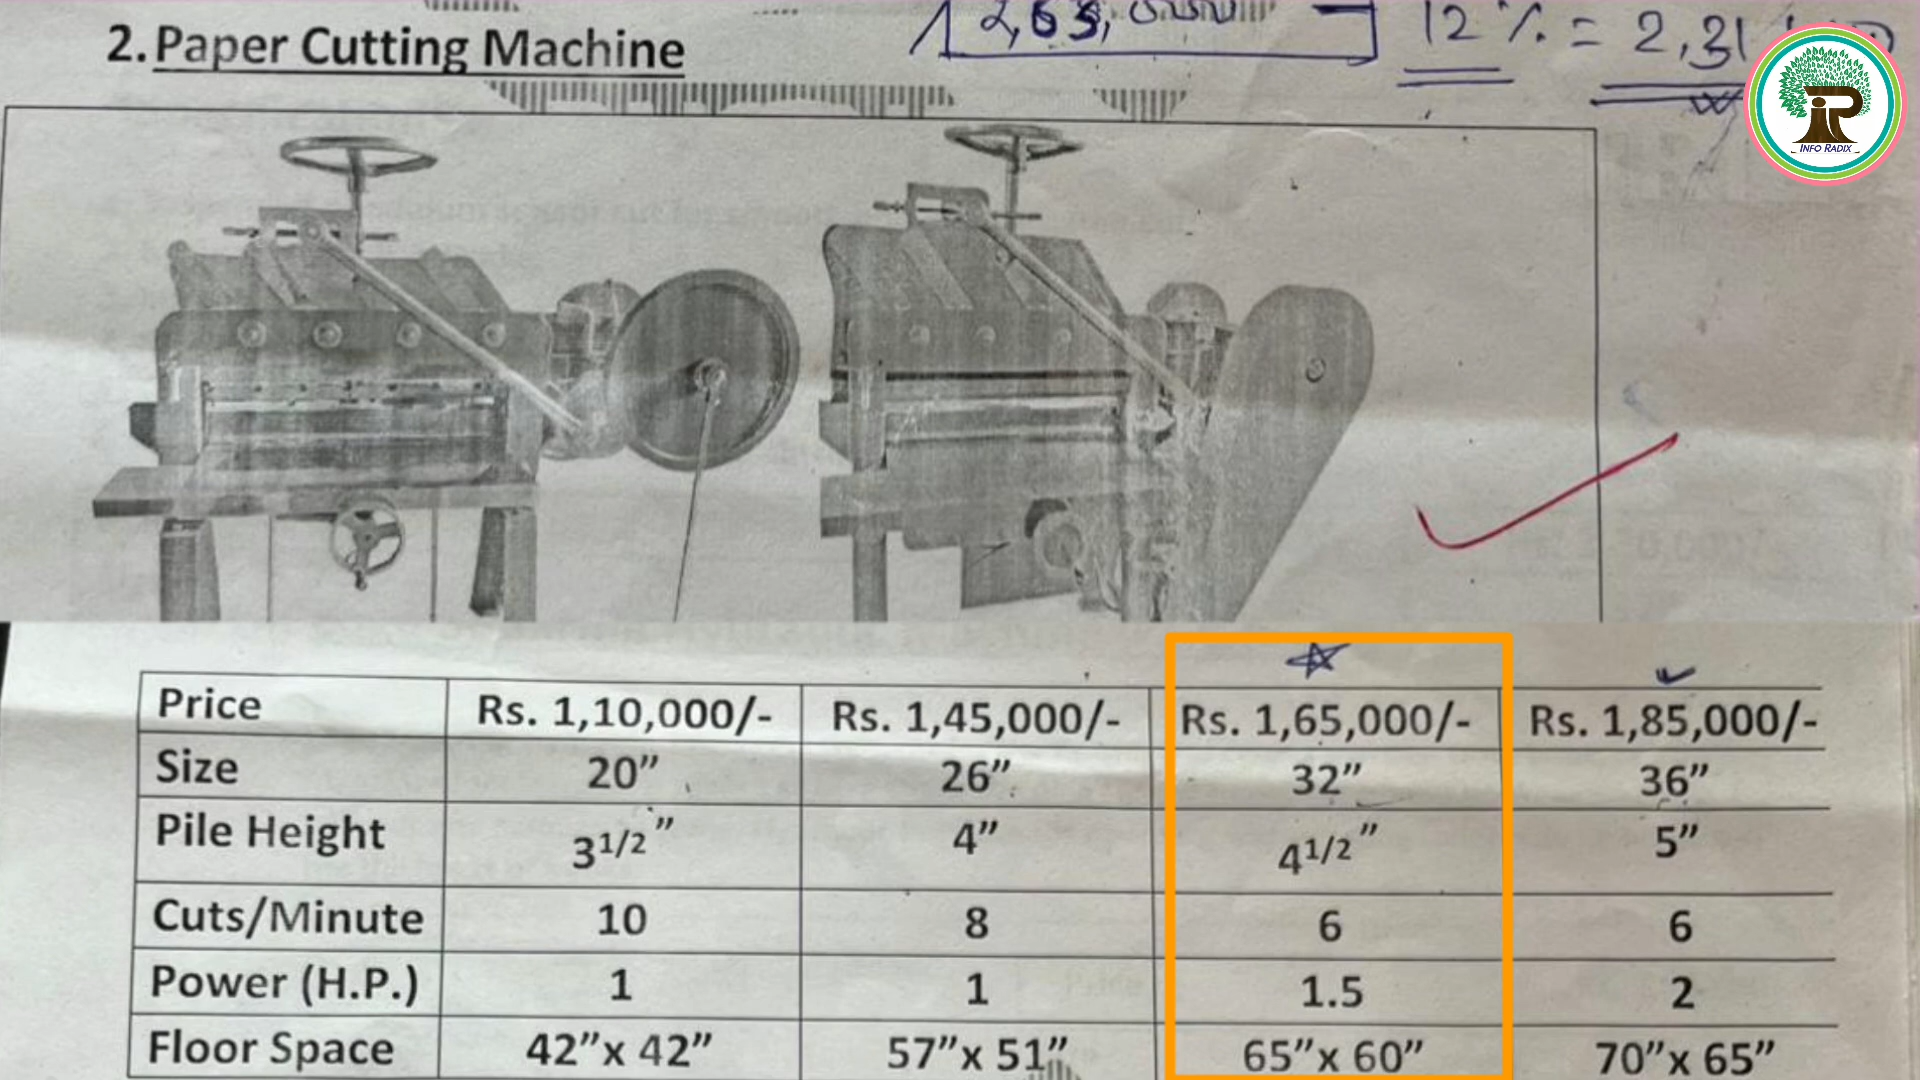 2. Paper Cutting Machine
12 % = 2,31
INFO RADIX
Price Rs. 1,10,000/- Rs. 1,45,000/- Rs. 1,65,000/- Rs. 1,85,000/-
Size 20” 26” 32” 36”
Pile Height 3 1/2” 4” 4 1/2” 5”
Cuts/Minute 10 8 6 6
Power (H.P.) 1 1 1.5 2
Floor Space 42”x 42” 57”x 51” 65”x 60” 70”x 65”